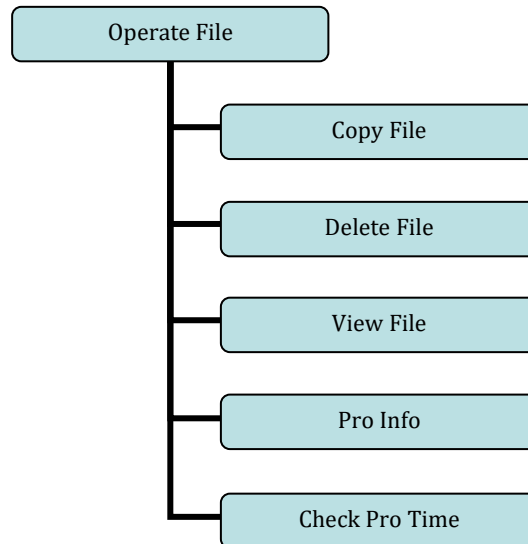 Operate File
Copy File
Delete File
View File
Pro Info
Check Pro Time